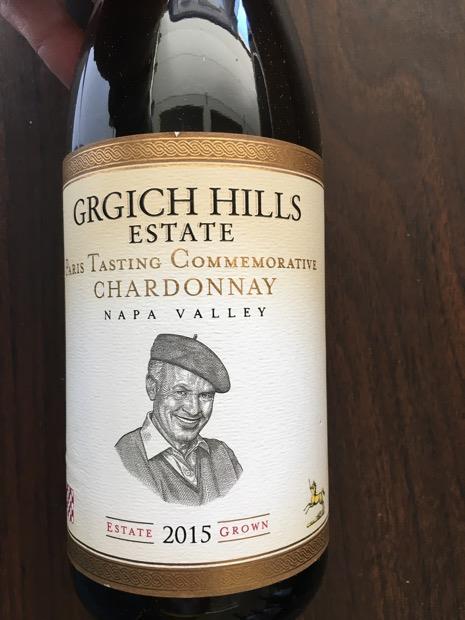 GRGICH HILLS
ESTATE
PARIS TASTING COMMEMORATIVE
CHARDONNAY
NAPA VALLEY
ESTATE 2015 GROWN